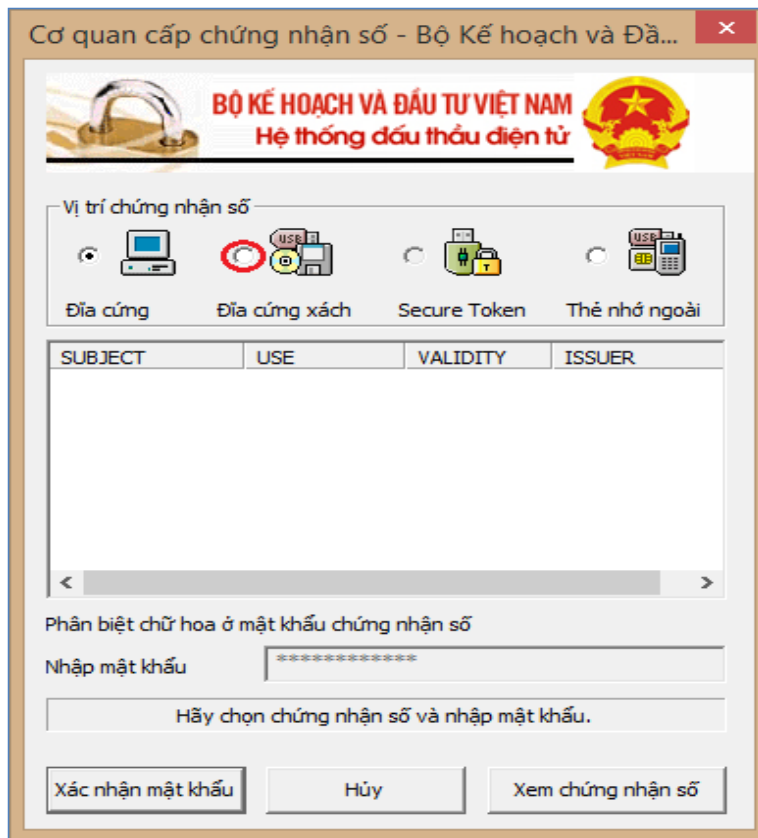 Cơ quan cấp chứng nhận số - Bộ Kế hoạch và Đầ...
BỘ KẾ HOẠCH VÀ ĐẦU TƯ VIỆT NAM
Hệ thống đấu thầu điện tử
Vị trí chứng nhận số
Đĩa cứng Đĩa cứng xách Secure Token Thẻ nhớ ngoài
SUBJECT USE VALIDITY ISSUER
Phân biệt chữ hoa ở mật khẩu chứng nhận số
Nhập mật khẩu ************
Hãy chọn chứng nhận số và nhập mật khẩu.
Xác nhận mật khẩu Hủy Xem chứng nhận số